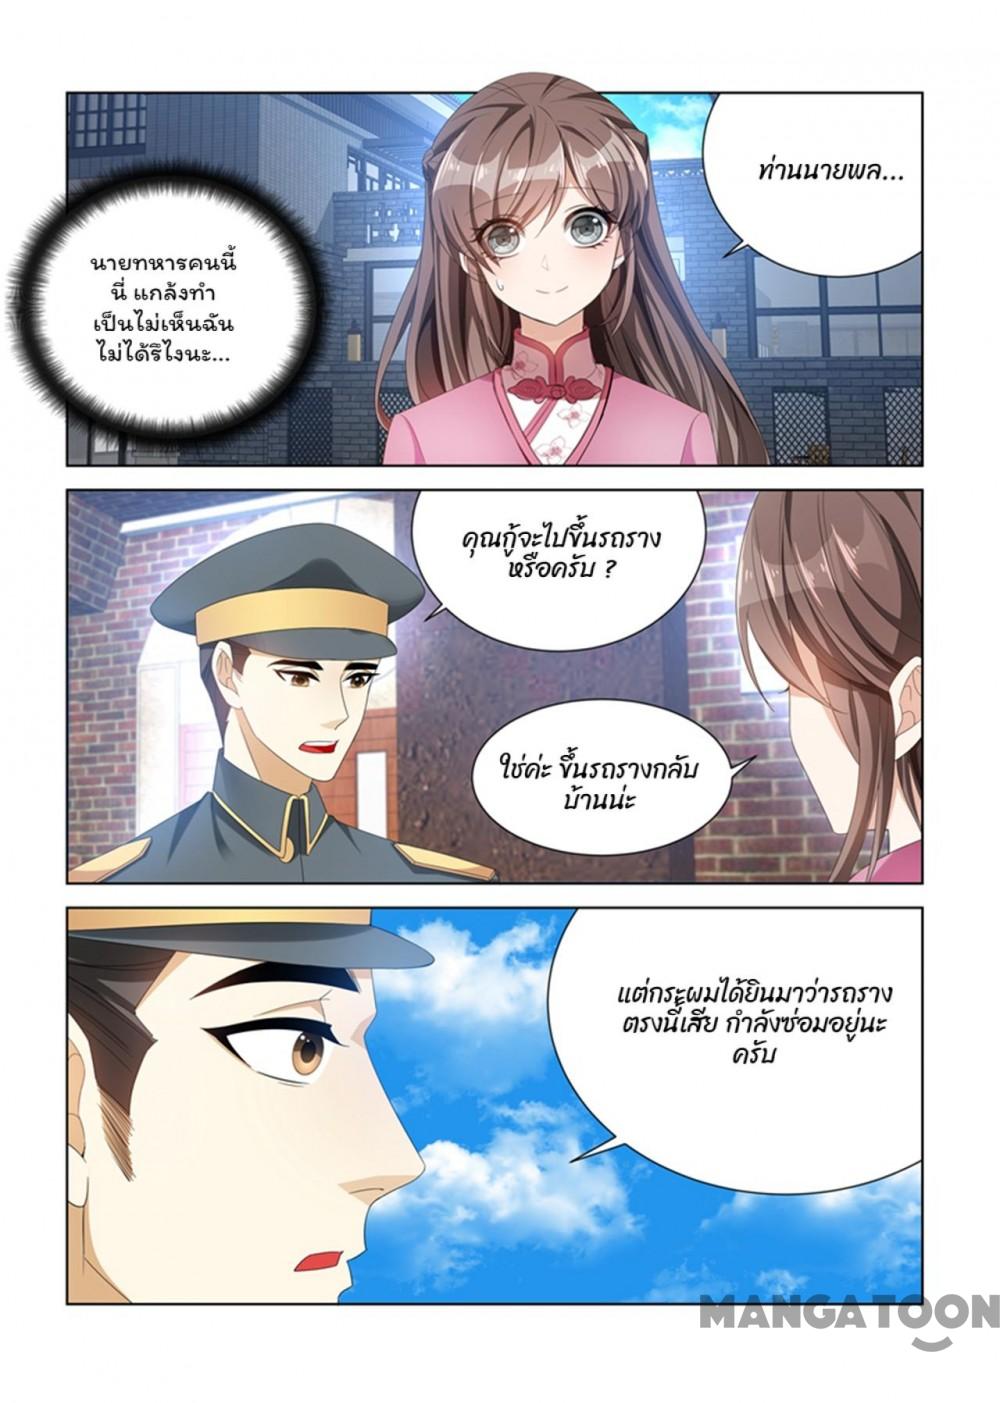 ท่านนายพล...
นายทหารคนนี้
นี่ แกล้งทำ
เป็นไม่เห็นฉัน
ไม่ได้รึไงนะ...
คุณกู้จะไปขึ้นรถราง
หรือครับ ?
ใช่ค่ะ ขึ้นรถรางกลับ
บ้านน่ะ
แต่กระผมได้ยินมาว่ารถราง
ตรงนี้เสีย กำลังซ่อมอยู่นะ
ครับ
MANGATOON